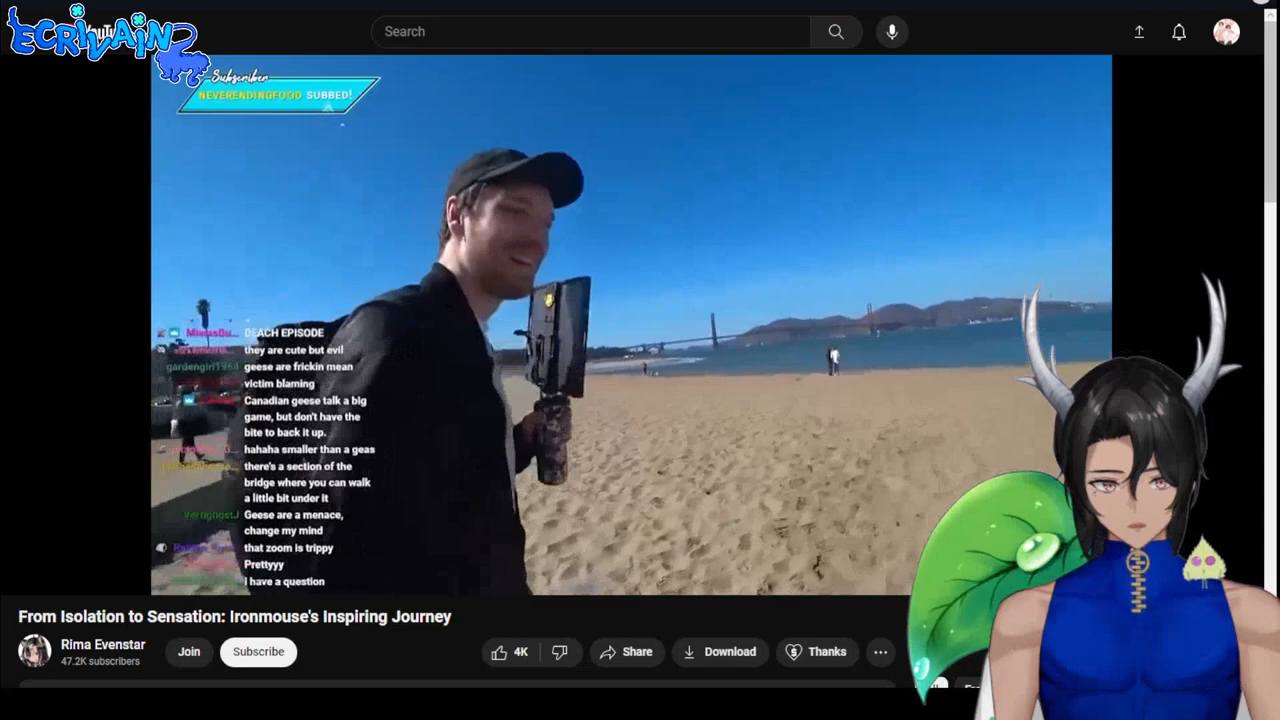 ECRIVAIN
Search
Subscriber
NEVERENDINGFOOD SUBBED!
BEACH EPISODE
they are cute but evil
gardengirl1964 geese are frickin mean
victim blaming
Canadian geese talk a big
game, but don't have the
bite to back it up.
hahaha smaller than a geas
there's a section of the
bridge where you can walk
a little bit under it
VertighostJ Geese are a menace,
change my mind
that zoom is trippy
Prettyyy
I have a question
From Isolation to Sensation: Ironmouse's Inspiring Journey
Rima Evenstar
47.2K subscribers
Join
Subscribe
4K
Share
Download
Thanks